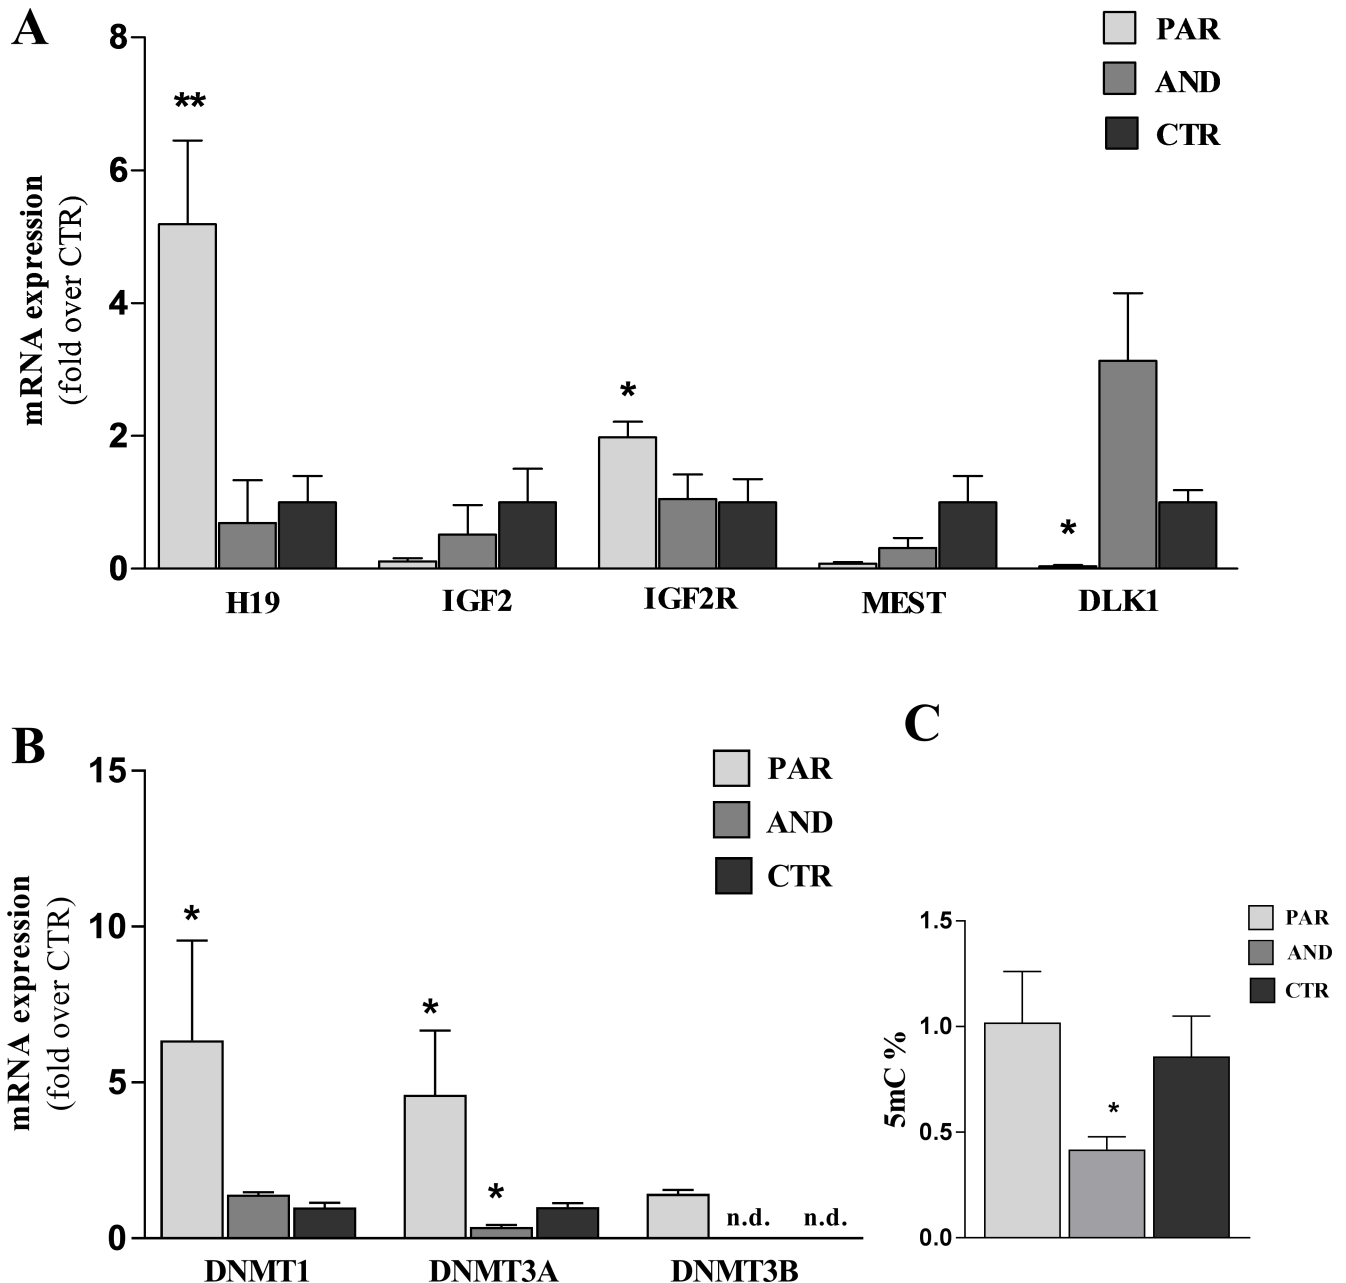 A
8
6
4
2
0
mRNA expression
(fold over CTR)
PAR
AND
CTR
**
*
*
H19 IGF2 IGF2R MEST DLK1
B
15
10
5
0
mRNA expression
(fold over CTR)
PAR
AND
CTR
*
*
*
n.d. n.d.
DNMT1 DNMT3A DNMT3B
C
1.5
1.0
0.5
0.0
5mC %
PAR
AND
CTR
*